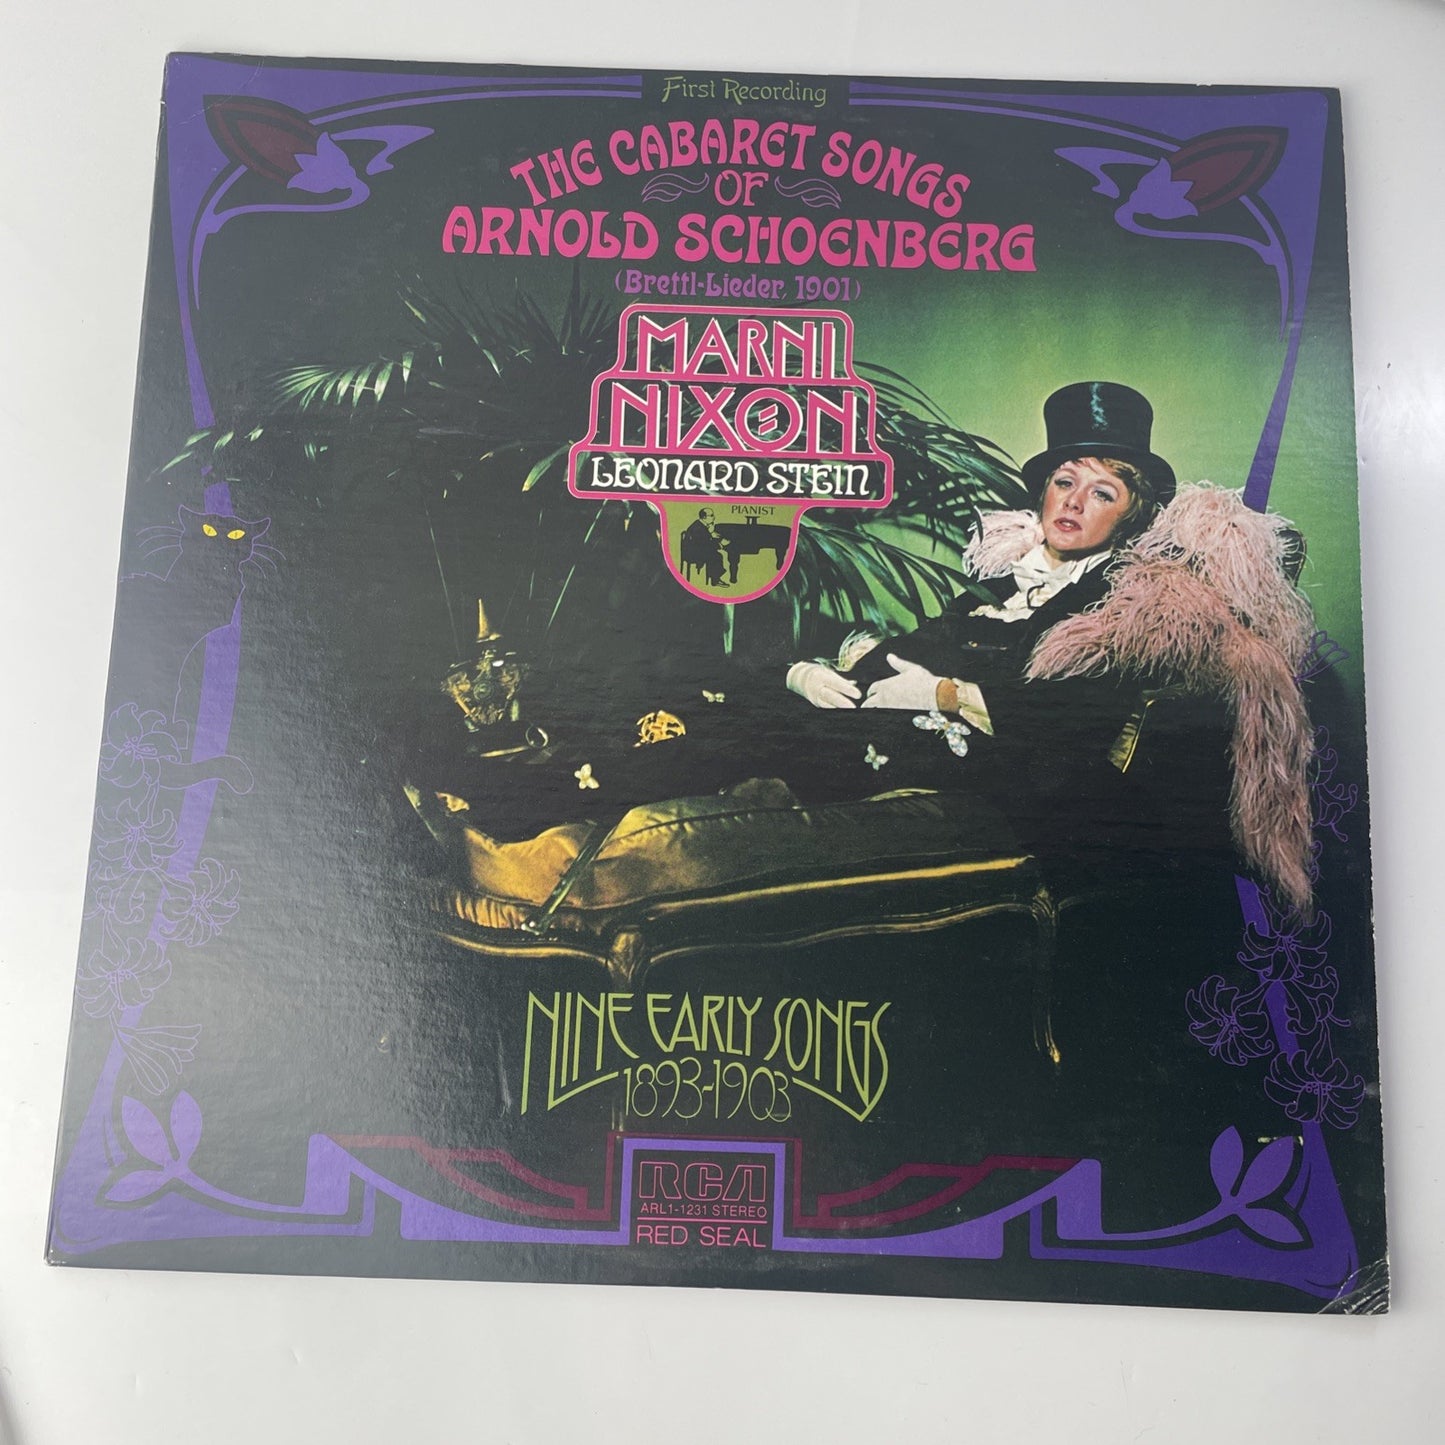 First Recording
THE CABARET SONGS
OF
ARNOLD SCHOENBERG
(Brettl-Lieder, 1901)
MARNI
NIXON
LEONARD STEIN
PIANIST
NINE EARLY SONGS
1893-1903
RCA
ARL1-1231 STEREO
RED SEAL